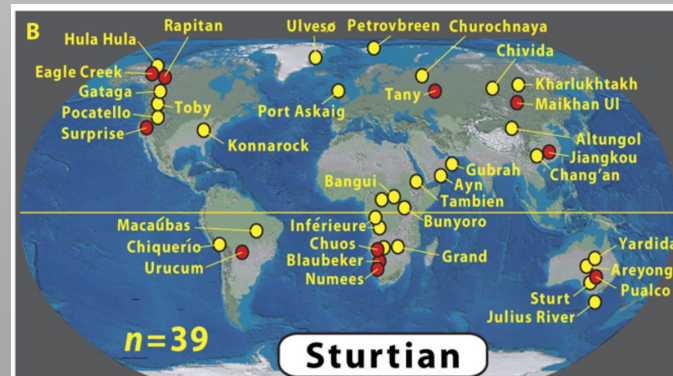 B
Hula Hula
Rapitan
Ulvesø
Petrovbreen
Churochnaya
Chivida
Eagle Creek
Gataga
Toby
Pocatello
Surprise
Konnarock
Port Askaig
Tany
Kharlukhtakh
Maikhan Ul
Altungol
Jiangkou
Chang'an
Gubrah
Ayn
Tambien
Bangui
Bunyoro
Macaúbas
Chiquerío
Urucum
Inférieure
Chuos
Blaubeker
Numees
Grand
Yardida
Areyong
Pualco
Sturt
Julius River
n=39
Sturtian